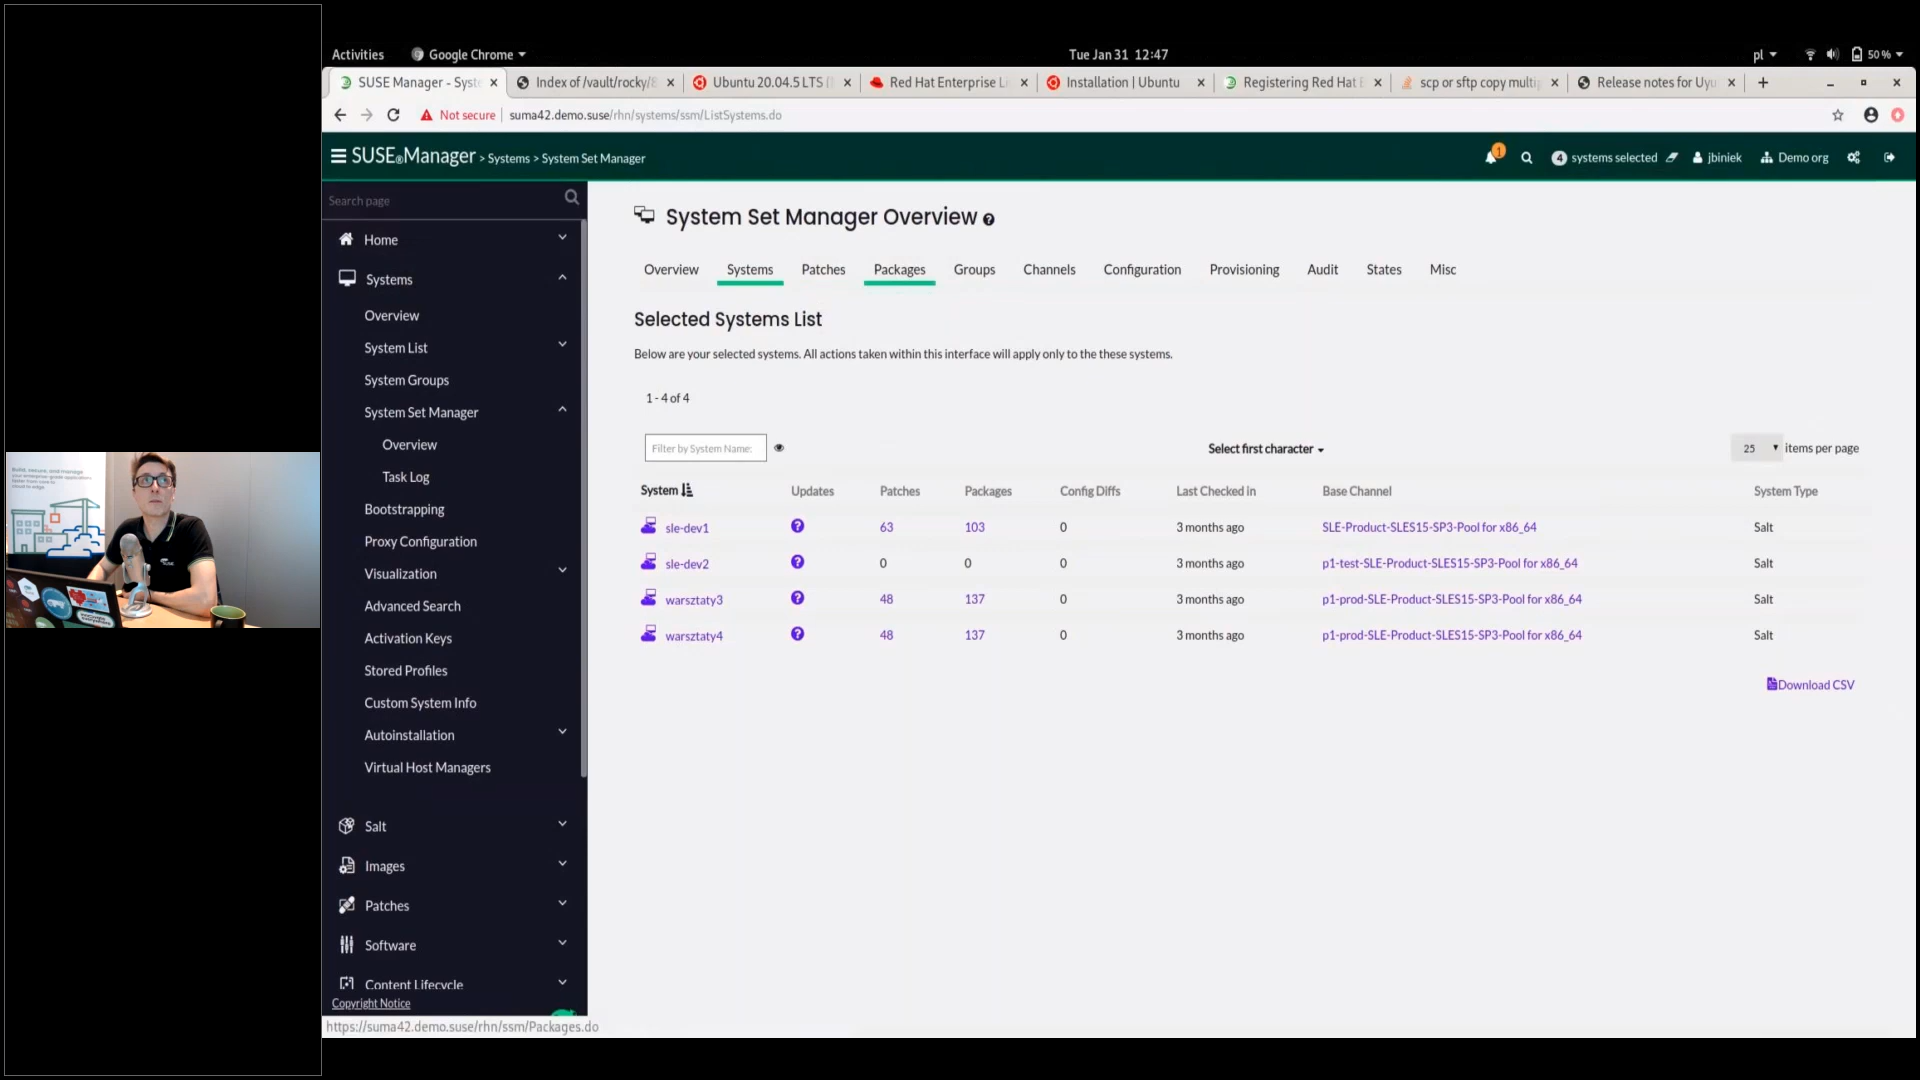 Activities
Google Chrome
Tue Jan 31 12:47
pl
50 %
SUSE Manager - Syste
Index of /vault/rocky/8
Ubuntu 20.04.5 LTS (
Red Hat Enterprise L
Installation | Ubuntu
Registering Red Hat E
scp or sftp copy multip
Release notes for Uyu
Not secure
suma42.demo.suse/rhn/systems/ssm/ListSystems.do
SUSE®Manager > Systems > System Set Manager
1
4 systems selected
jbiniek
Demo org
Search page
Home
Systems
Overview
System List
System Groups
System Set Manager
Overview
Task Log
Bootstrapping
Proxy Configuration
Visualization
Advanced Search
Activation Keys
Stored Profiles
Custom System Info
Autoinstallation
Virtual Host Managers
Salt
Images
Patches
Software
Content Lifecycle
Copyright Notice
https://suma42.demo.suse/rhn/ssm/Packages.do
System Set Manager Overview
Overview Systems Patches Packages Groups Channels Configuration Provisioning Audit States Misc
Selected Systems List
Below are your selected systems. All actions taken within this interface will apply only to the these systems.
1 - 4 of 4
Filter by System Name:
Select first character
25 items per page
System Updates Patches Packages Config Diffs Last Checked in Base Channel System Type
sle-dev1 63 103 0 3 months ago SLE-Product-SLES15-SP3-Pool for x86_64 Salt
sle-dev2 0 0 0 3 months ago p1-test-SLE-Product-SLES15-SP3-Pool for x86_64 Salt
warsztaty3 48 137 0 3 months ago p1-prod-SLE-Product-SLES15-SP3-Pool for x86_64 Salt
warsztaty4 48 137 0 3 months ago p1-prod-SLE-Product-SLES15-SP3-Pool for x86_64 Salt
Download CSV